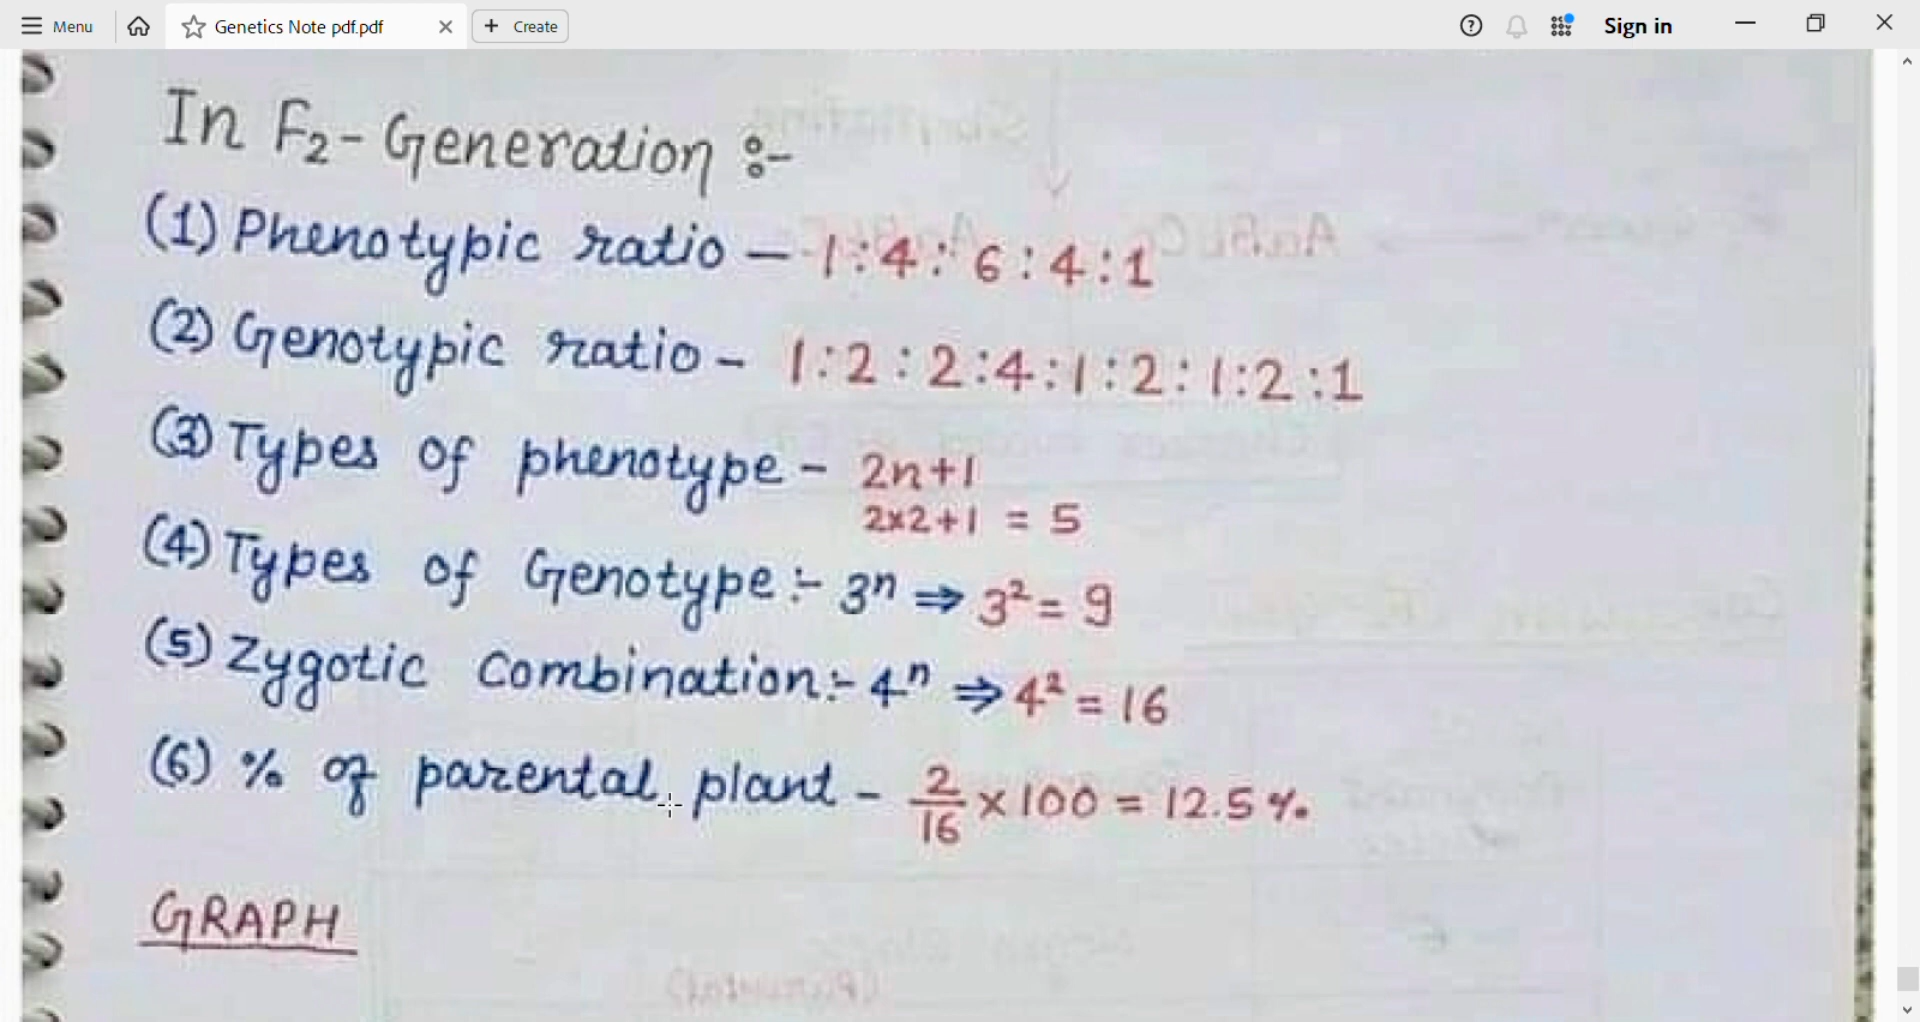 Menu
Genetics Note pdf.pdf
Create
Sign in
In F₂- Generation :-
(1) Phenotypic ratio — 1:4:6:4:1
(2) Genotypic ratio - 1:2:2:4:1:2:1:2:1
(3) Types of phenotype - 2n+1
2x2+1 = 5
(4) Types of Genotype:- 3ⁿ ⇒ 3² = 9
(5) Zygotic Combination:- 4ⁿ ⇒ 4² = 16
(6) % of parental plant - 2/16 x 100 = 12.5 %
GRAPH